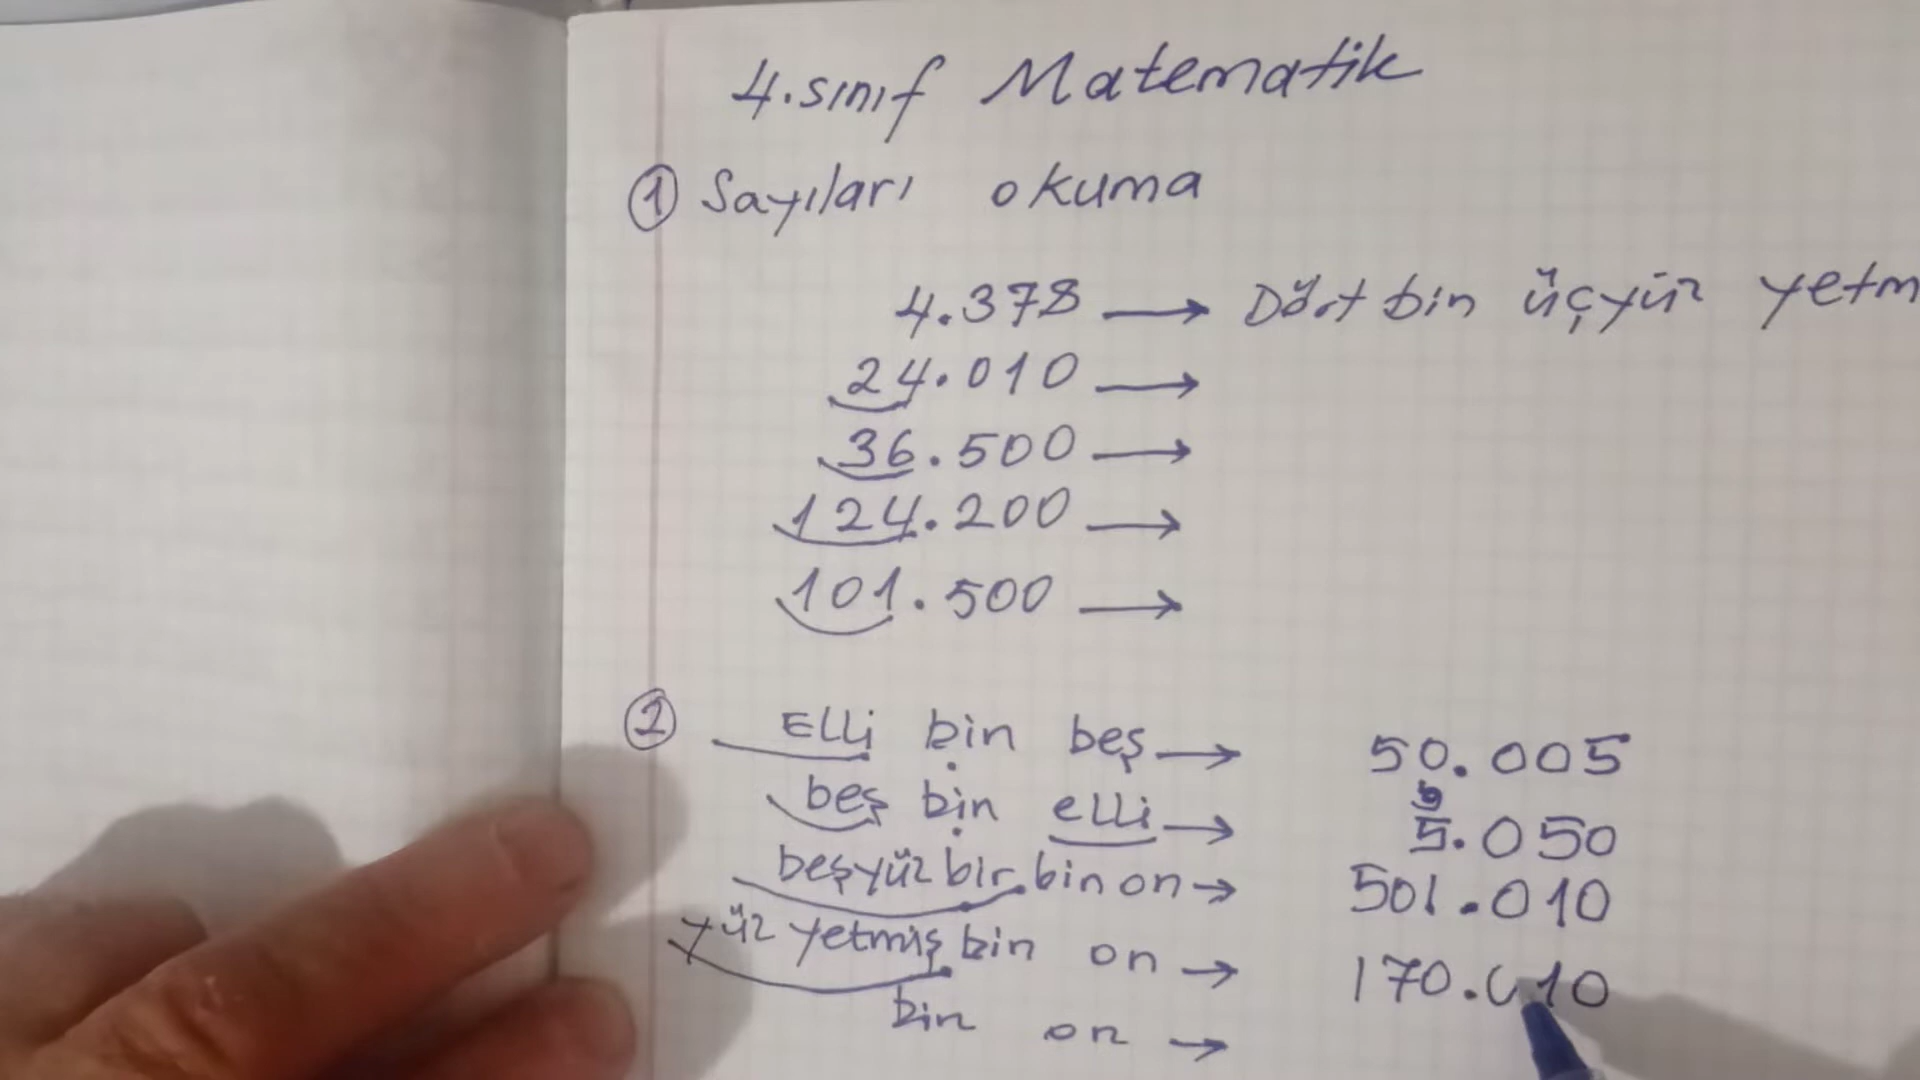 4.sınıf Matematik
① Sayıları okuma
4.378 → Dört bin üçyüz yetm
24.010 →
36.500 →
124.200 →
101.500 →
② Elli bin beş → 50.005
beş bin elli → 5.050
beşyüz bir bin on → 501.010
yüz yetmiş bin on → 170.010
bin on →